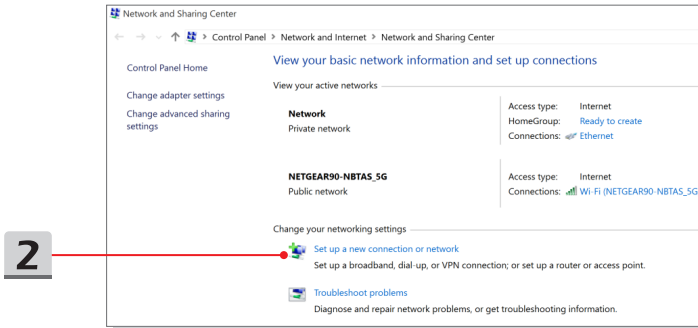 Network and Sharing Center
Control Panel > Network and Internet > Network and Sharing Center
Control Panel Home
Change adapter settings
Change advanced sharing
settings
View your basic network information and set up connections
View your active networks
Network
Private network
Access type: Internet
HomeGroup: Ready to create
Connections: Ethernet
NETGEAR90-NBTAS_5G
Public network
Access type: Internet
Connections: Wi-Fi (NETGEAR90-NBTAS_5G
Change your networking settings
2
Set up a new connection or network
Set up a broadband, dial-up, or VPN connection; or set up a router or access point.
Troubleshoot problems
Diagnose and repair network problems, or get troubleshooting information.